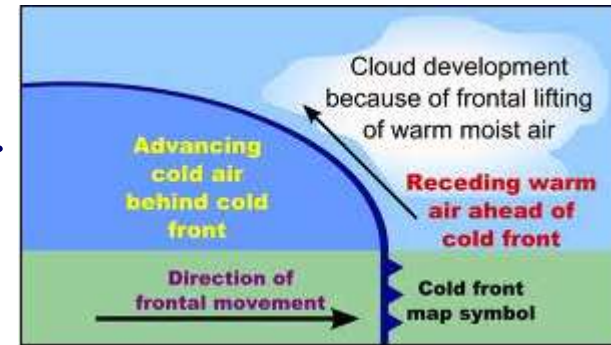 Cloud development
because of frontal lifting
of warm moist air
Advancing
cold air
behind cold
front
Receding warm
air ahead of
cold front
Direction of
frontal movement
Cold front
map symbol